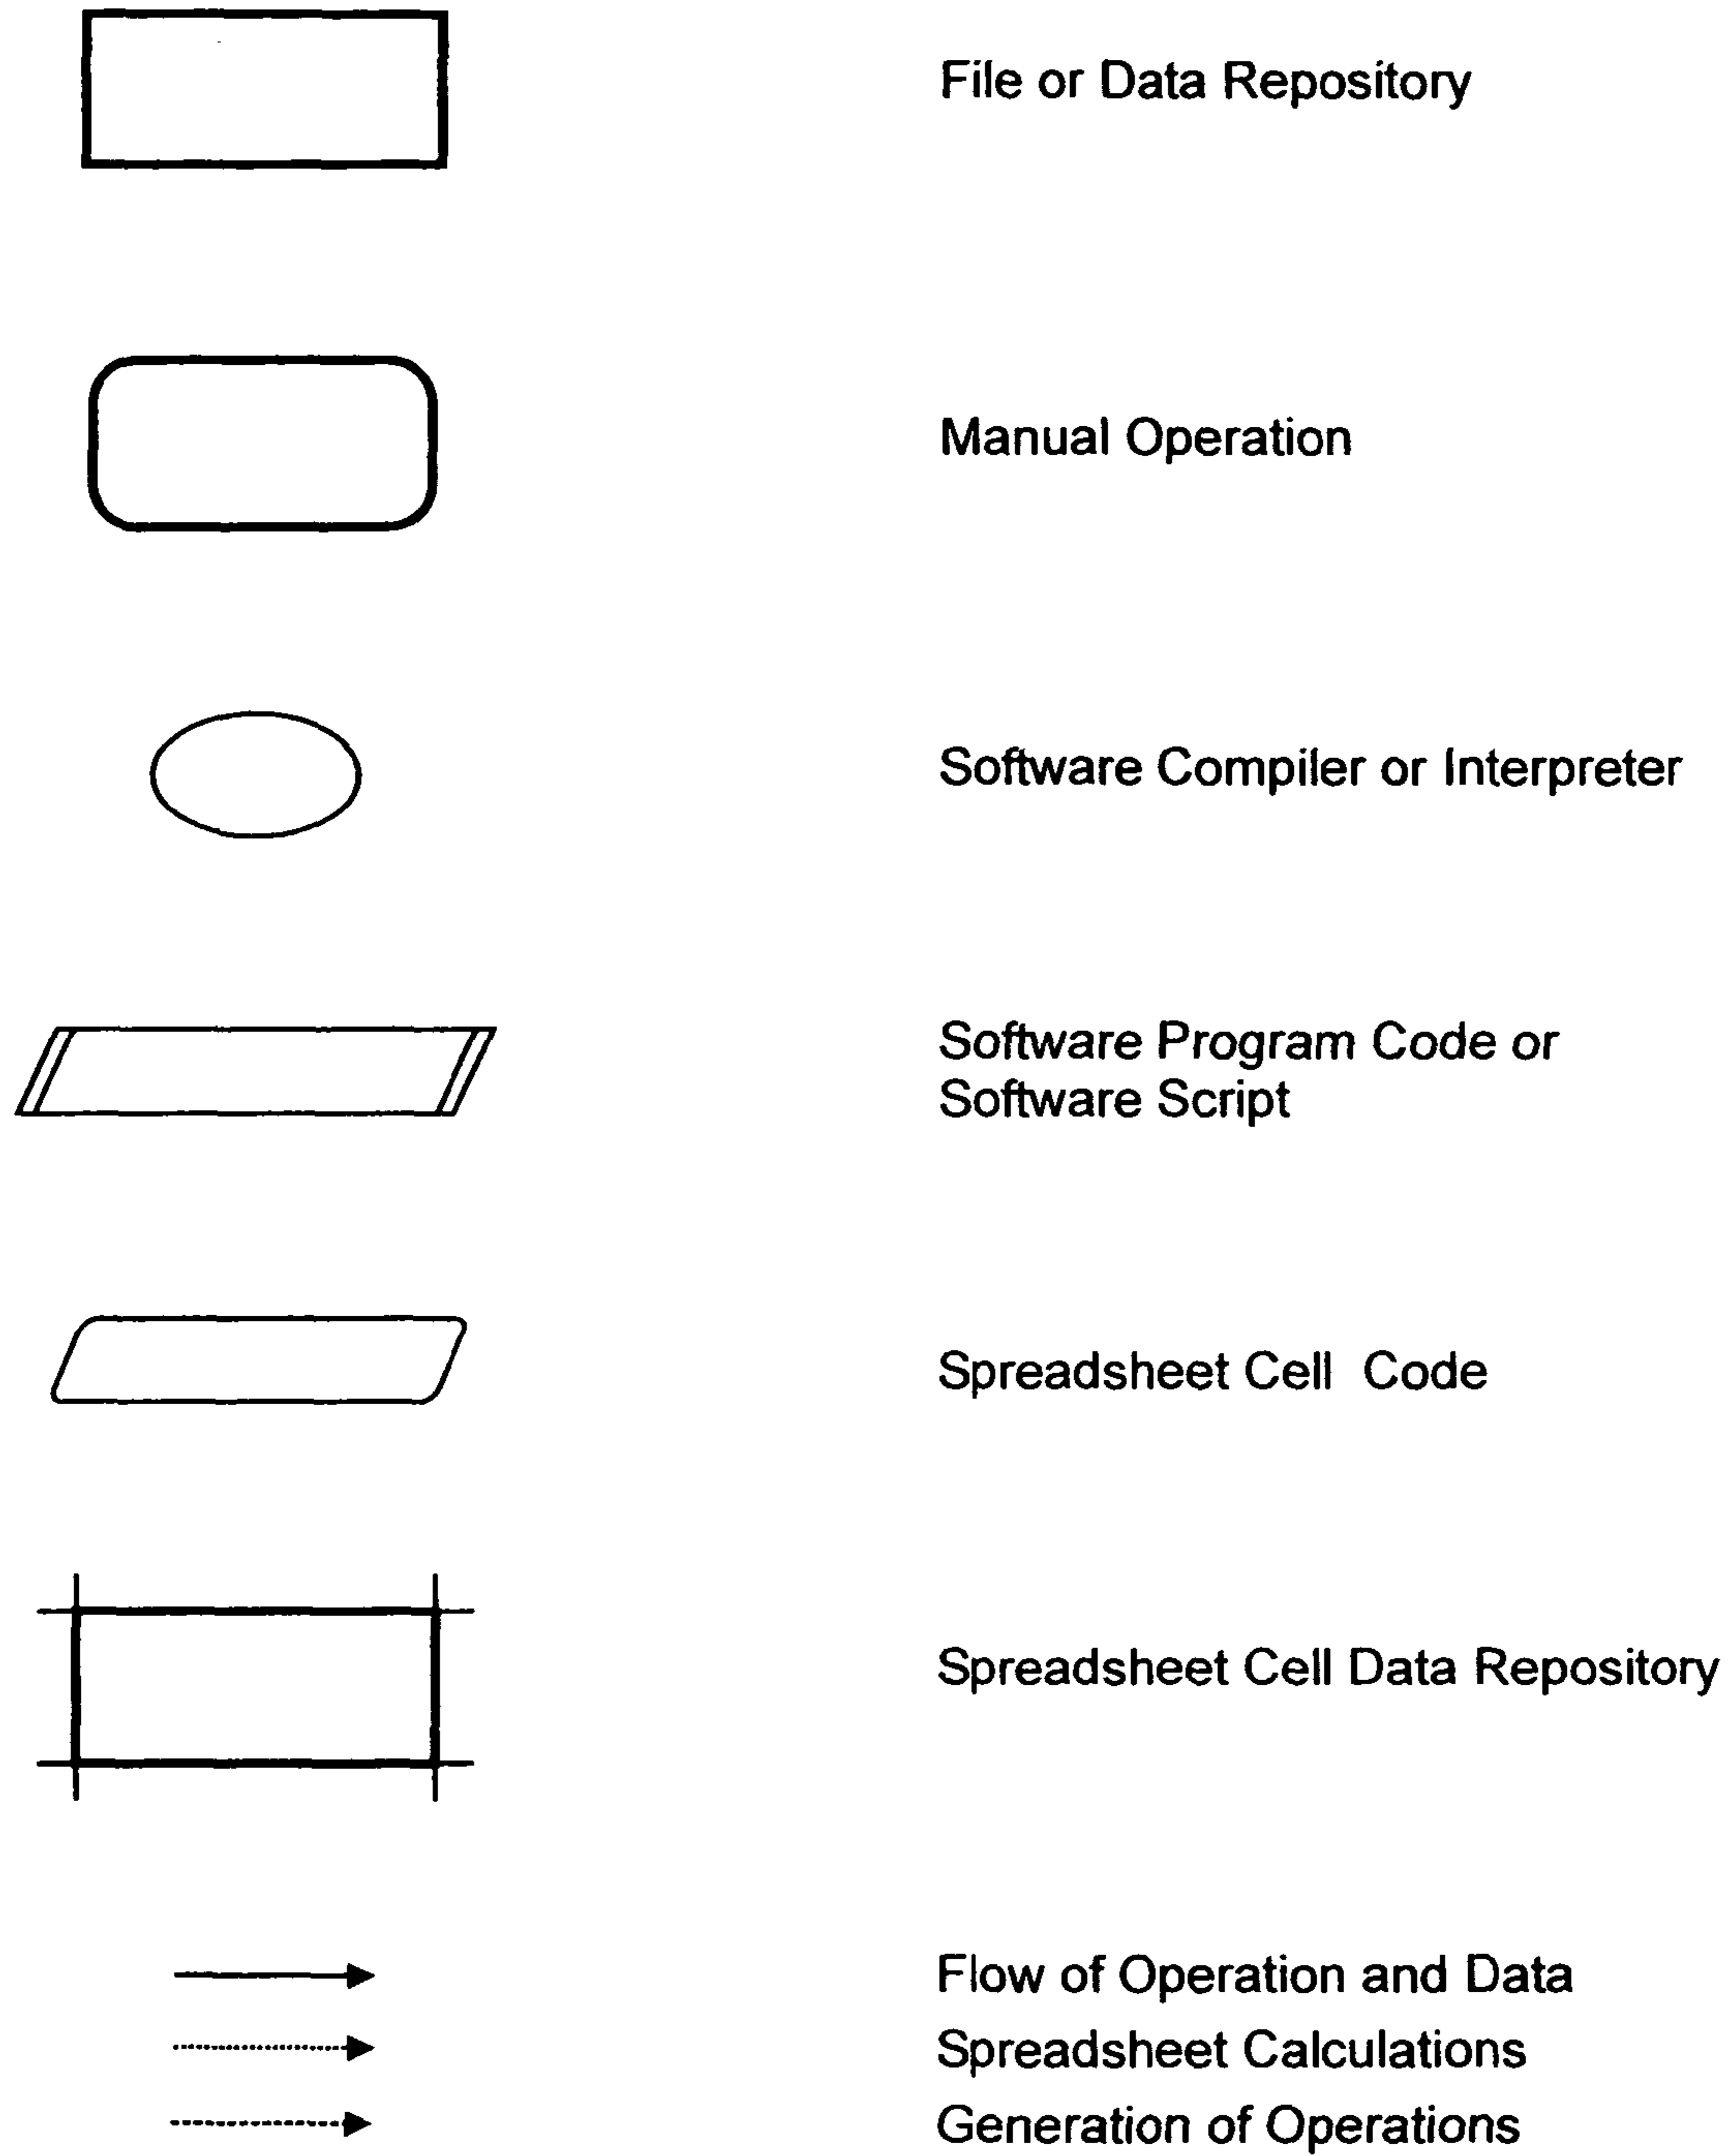 File or Data Repository
Manual Operation
Software Compiler or Interpreter
Software Program Code or
Software Script
Spreadsheet Cell Code
Spreadsheet Cell Data Repository
Flow of Operation and Data
Spreadsheet Calculations
Generation of Operations